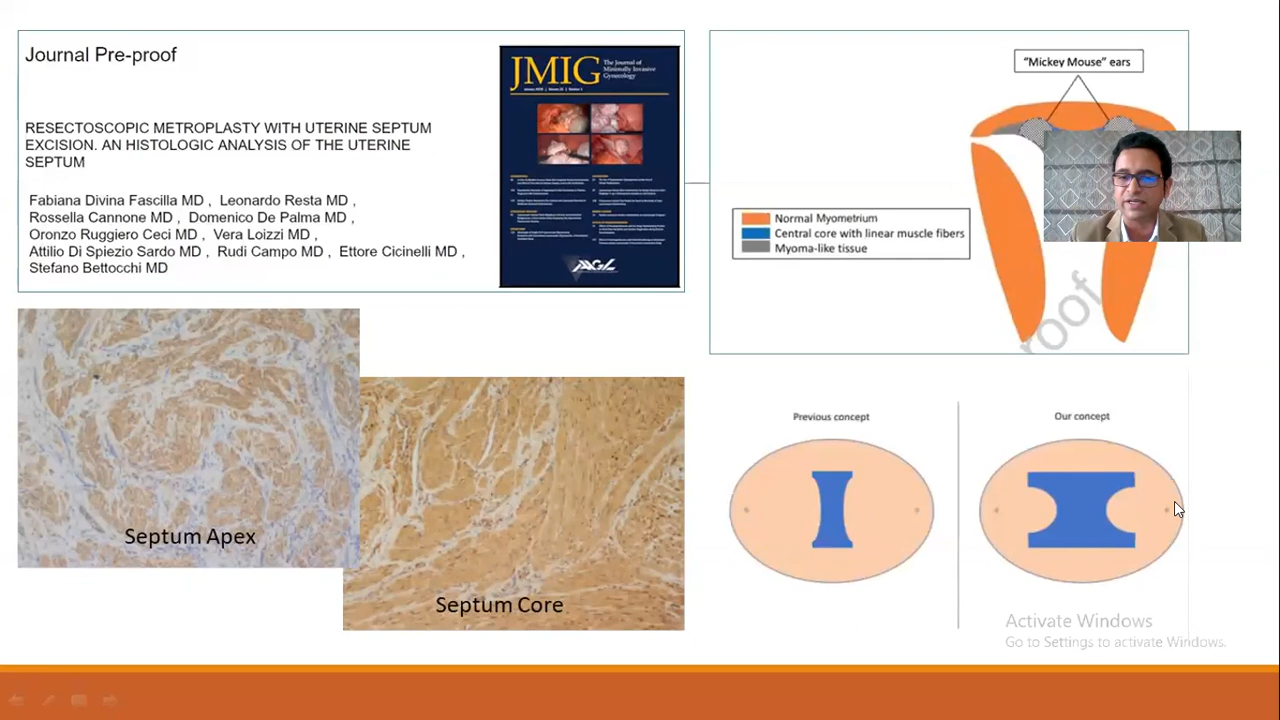 Journal Pre-proof
RESECTOSCOPIC METROPLASTY WITH UTERINE SEPTUM
EXCISION. AN HISTOLOGIC ANALYSIS OF THE UTERINE
SEPTUM
Fabiana Divina Fascilla MD , Leonardo Resta MD ,
Rossella Cannone MD , Domenico De Palma MD ,
Oronzo Ruggiero Ceci MD , Vera Loizzi MD ,
Attilio Di Spiezio Sardo MD , Rudi Campo MD , Ettore Cicinelli MD ,
Stefano Bettocchi MD
JMIG
The Journal of
Minimally Invasive
Gynecology
AAGL
"Mickey Mouse" ears
Normal Myometrium
Central core with linear muscle fibers
Myoma-like tissue
roof
Septum Apex
Septum Core
Previous concept
Our concept
Activate Windows
Go to Settings to activate Windows.